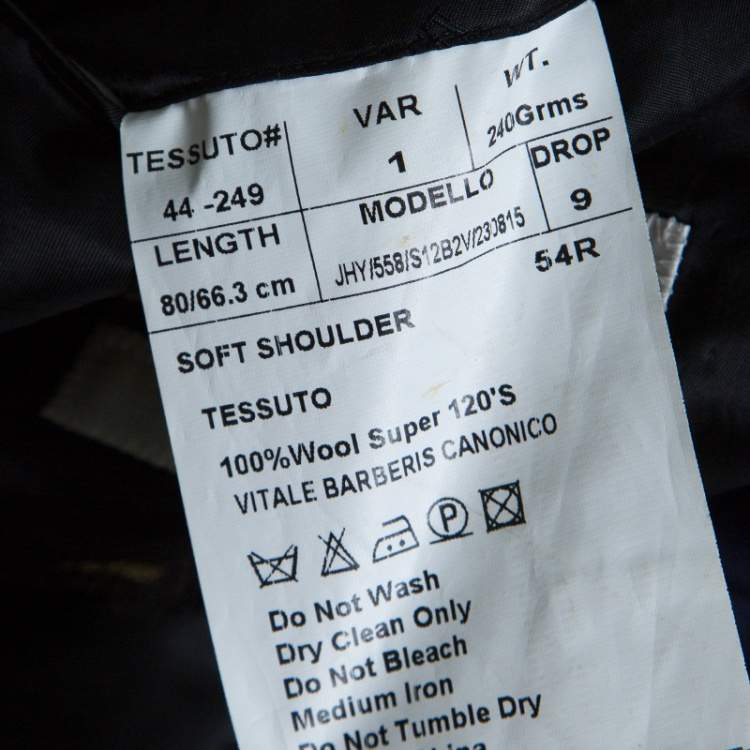 TESSUTO# VAR WT.
44 -249 1 240Grms
LENGTH MODELLO DROP
80/66.3 cm JHY/558/S12B2V/230815 9
54R
SOFT SHOULDER
TESSUTO
100%Wool Super 120'S
VITALE BARBERIS CANONICO
P
Do Not Wash
Dry Clean Only
Do Not Bleach
Medium Iron
Do Not Tumble Dry